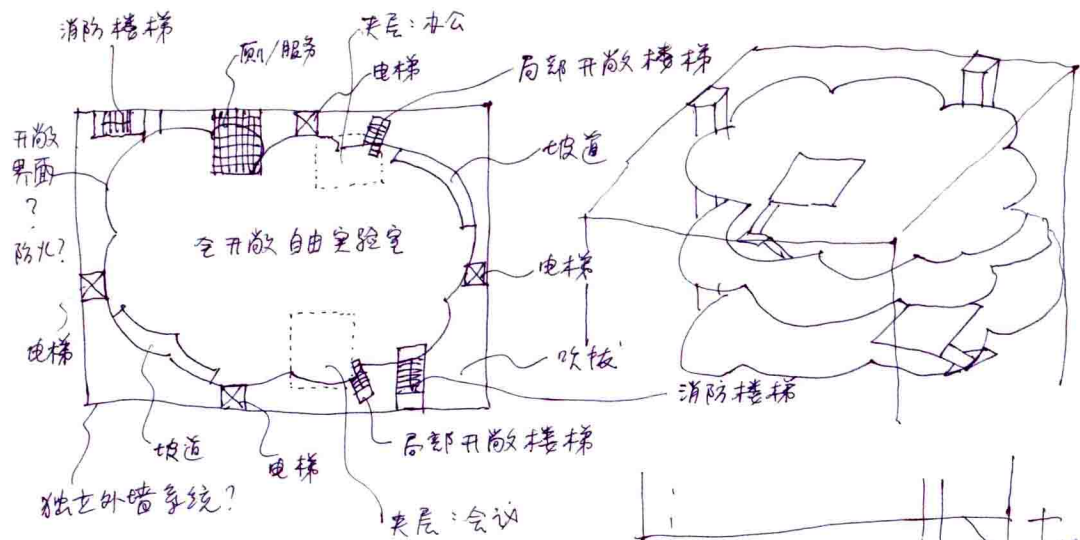 消防楼梯
夹层:办公
厕/服务
电梯
局部开敞楼梯
开敞
界面
?
防火?
坡道
全开敞自由实验室
电梯
电梯
吹拔
消防楼梯
坡道
电梯
局部开敞楼梯
独立外墙系统?
夹层:会议